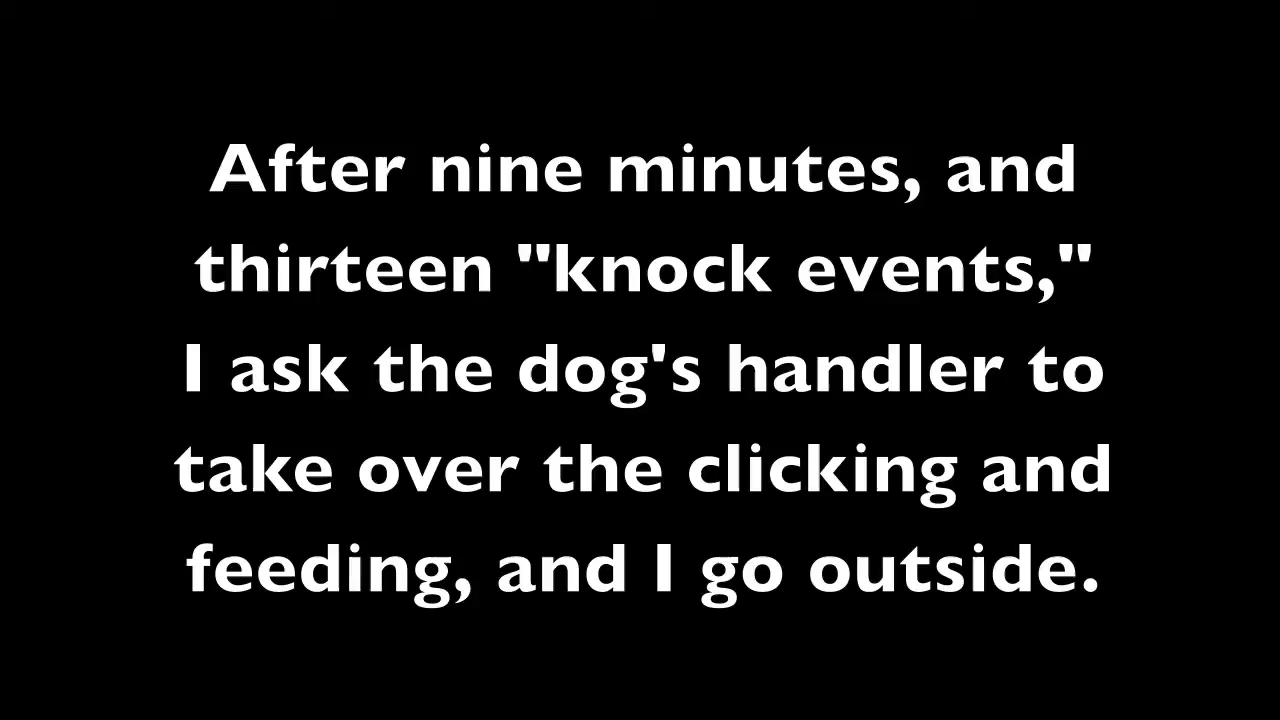 After nine minutes, and
thirteen "knock events,"
I ask the dog's handler to
take over the clicking and
feeding, and I go outside.